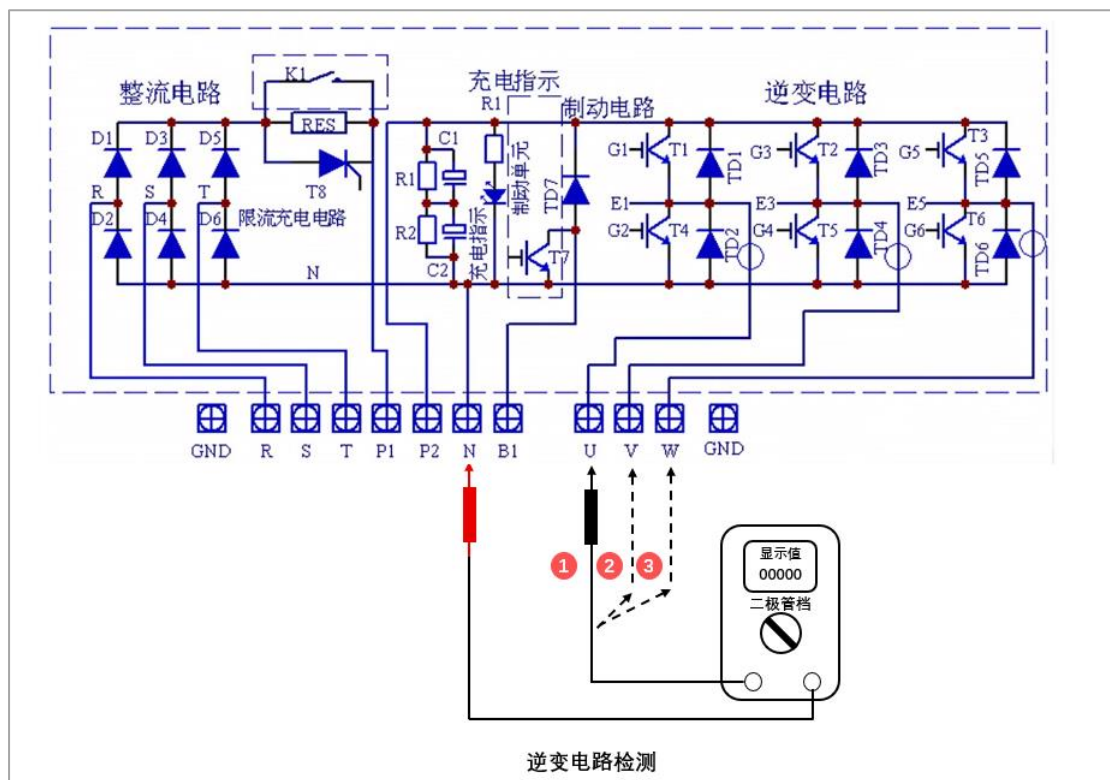 K1
整流电路
充电指示
R1
制动电路
逆变电路
D1
D3
D5
RES
C1
制动单元
T3
R
S
T
T8
R1
充电指示
TD7
G1
T1
TD1
G3
T2
TD3
G5
TD5
D2
D4
D6
限流充电电路
R2
E1
E3
E5
T6
G2
T4
TD2
G4
T5
TD4
G6
TD6
N
C2
T7
GND R S T P1 P2 N B1 U V W GND
1 2 3
显示值
00000
二极管档
逆变电路检测